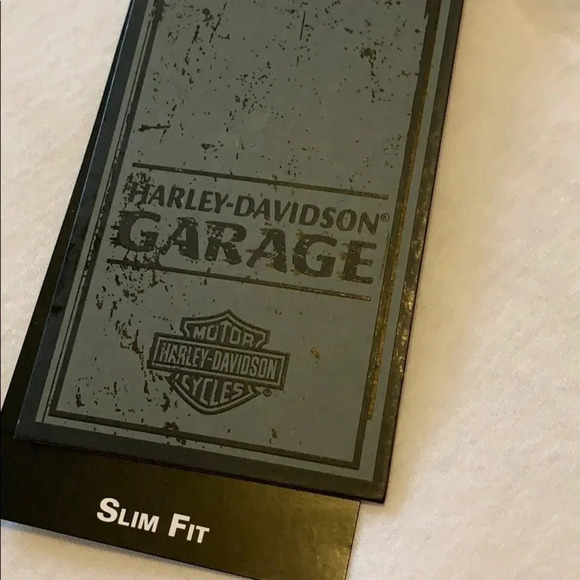 HARLEY-DAVIDSON®
GARAGE
MOTOR
HARLEY-DAVIDSON
CYCLES®
SLIM FIT